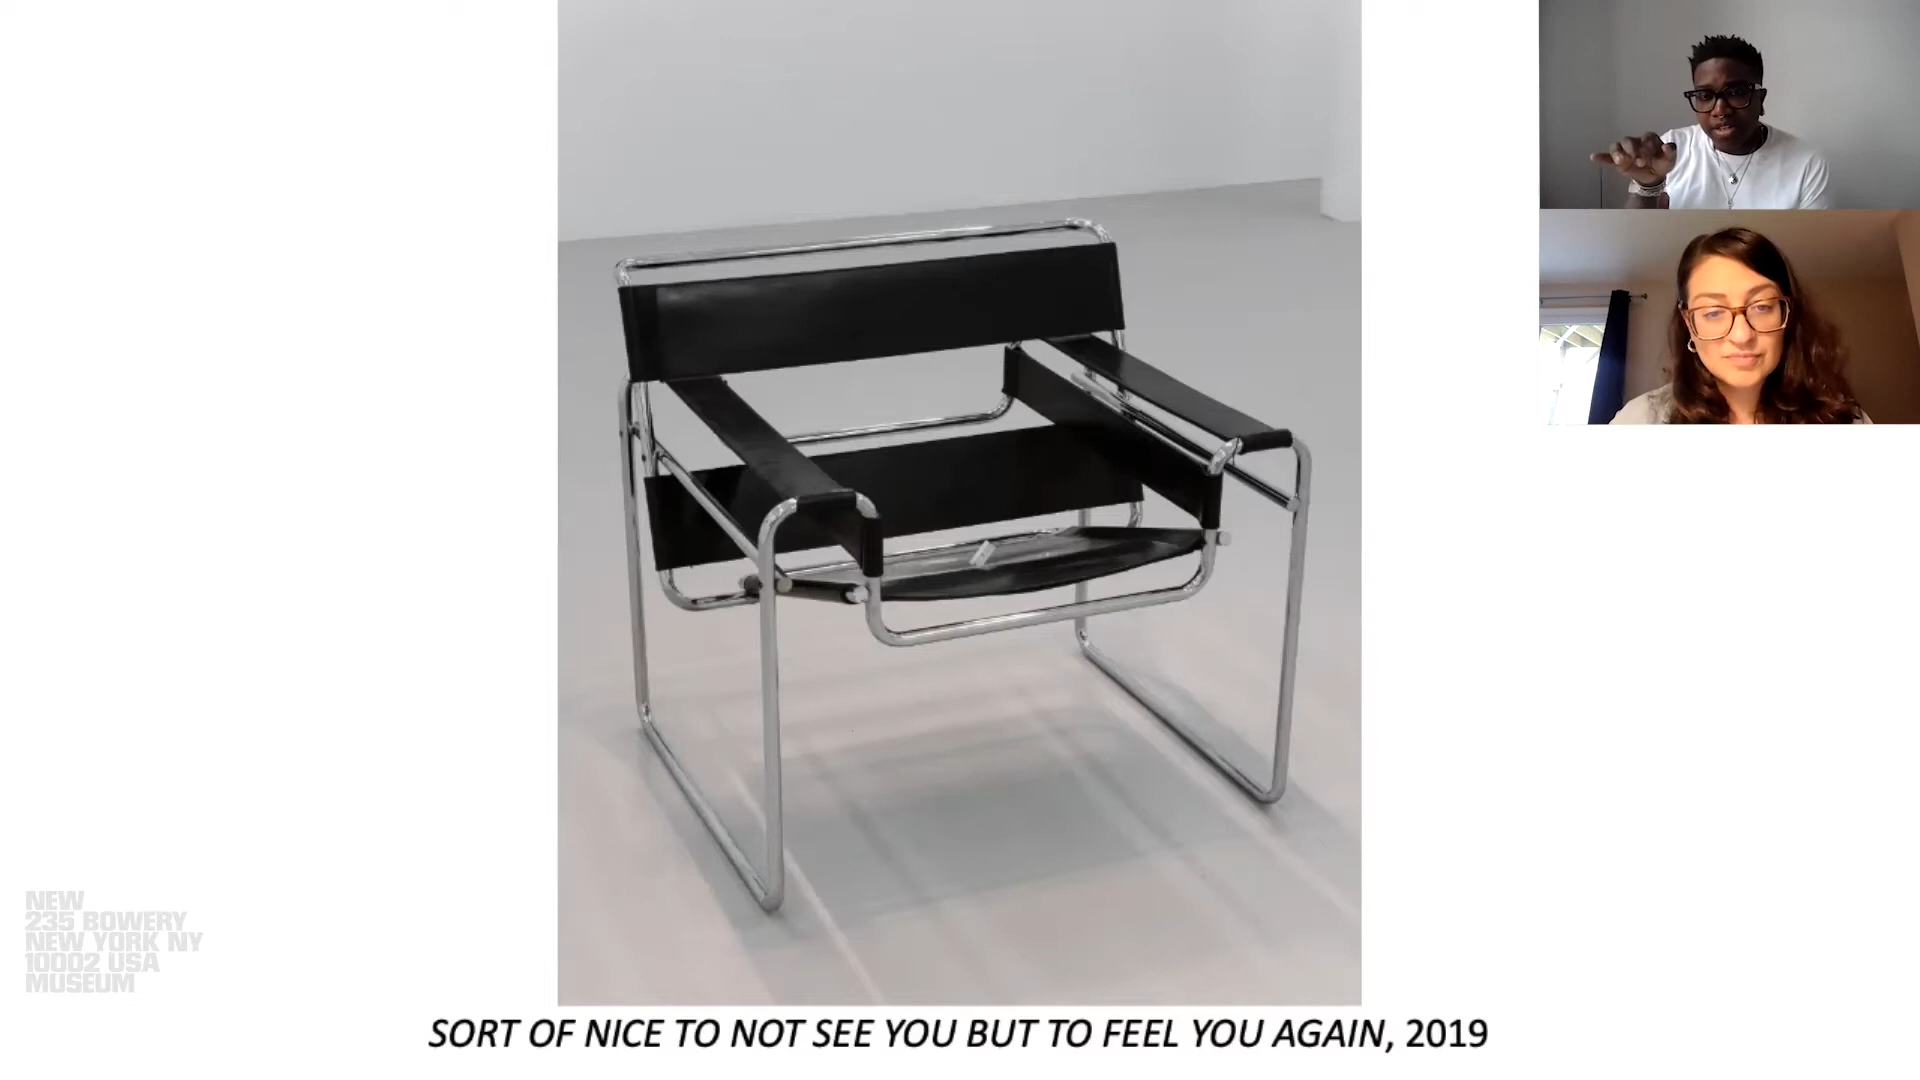 NEW
235 BOWERY
NEW YORK NY
10002 USA
MUSEUM
SORT OF NICE TO NOT SEE YOU BUT TO FEEL YOU AGAIN, 2019